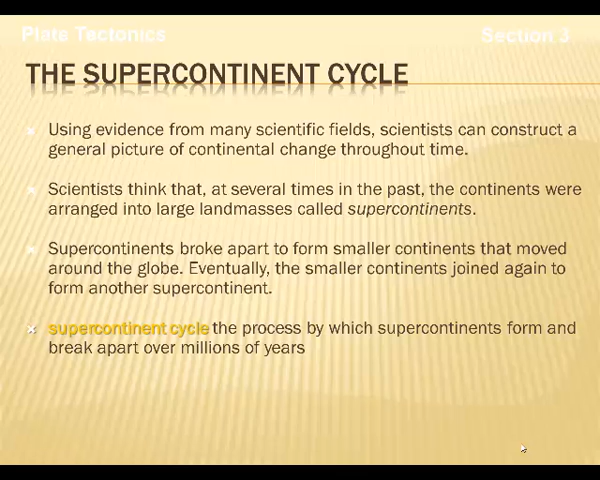 Plate Tectonics Section 3
THE SUPERCONTINENT CYCLE
Using evidence from many scientific fields, scientists can construct a
general picture of continental change throughout time.
Scientists think that, at several times in the past, the continents were
arranged into large landmasses called supercontinents.
Supercontinents broke apart to form smaller continents that moved
around the globe. Eventually, the smaller continents joined again to
form another supercontinent.
supercontinent cycle the process by which supercontinents form and
break apart over millions of years